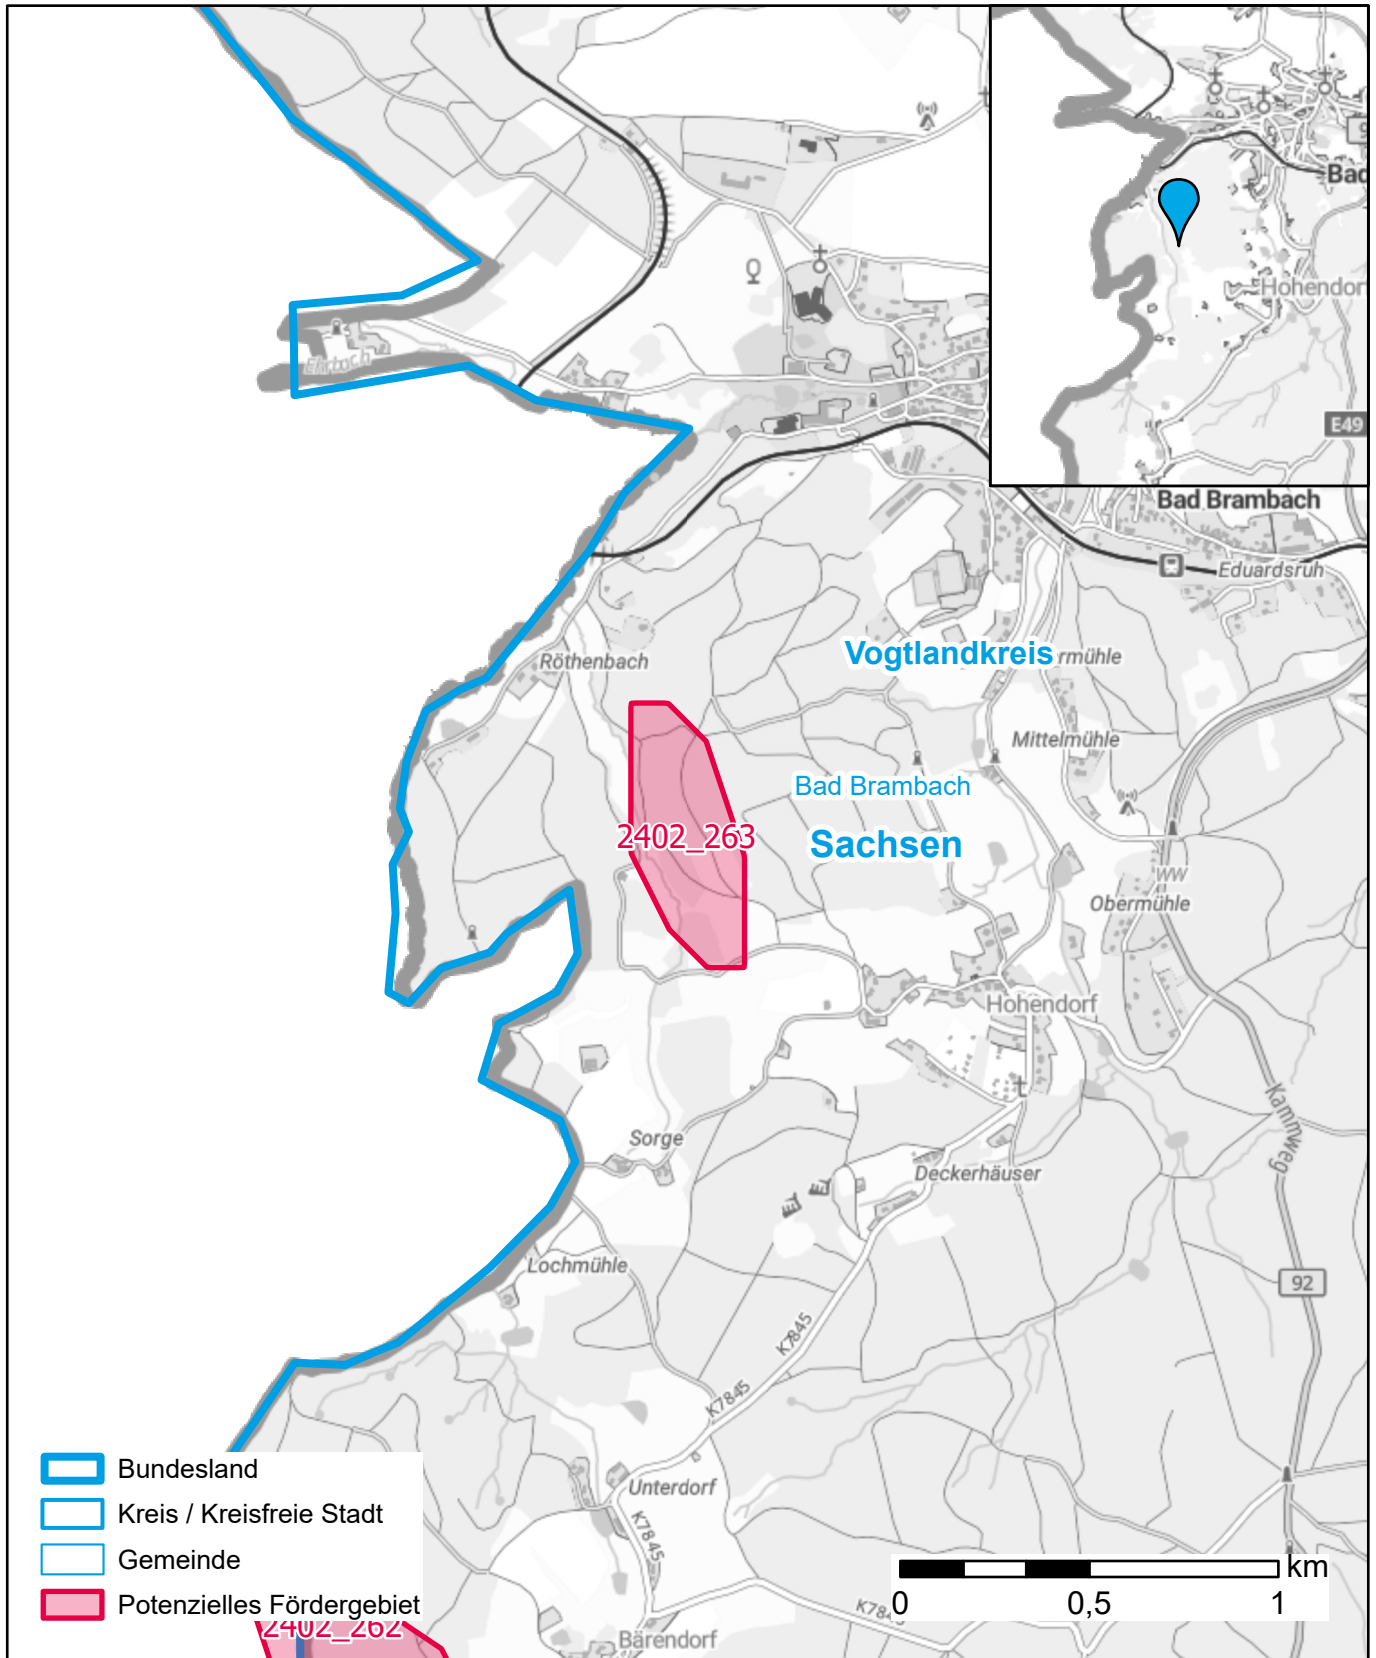 Bad
Hohendorf
E49
Bad Brambach
Eduardsruh
Ehrbach
Röthenbach
Vogtlandkreis
rmühle
Mittelmühle
Bad Brambach
2402_263
Sachsen
WW
Obermühle
Hohendorf
Kammweg
Sorge
Deckerhäuser
Lochmühle
92
K7845
K7845
Unterdorf
K7845
Bundesland
Kreis / Kreisfreie Stadt
Gemeinde
Potenzielles Fördergebiet
2402_262
km
0 0,5 1
Bärendorf